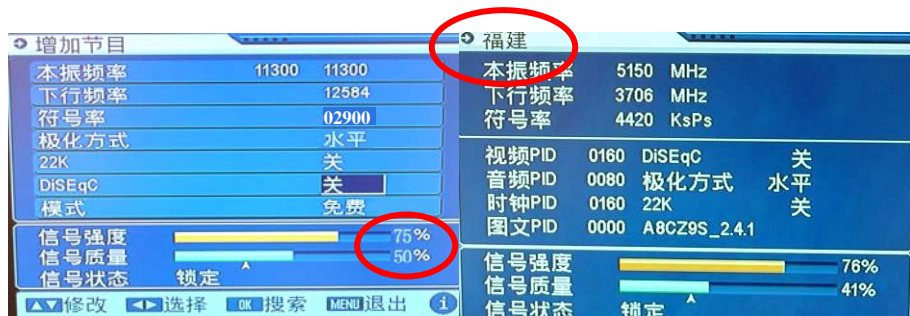 增加节目
本振频率 11300 11300
下行频率 12584
符号率 02900
极化方式 水平
22K 关
DiSEqC 关
模式 免费
信号强度 75%
信号质量 50%
信号状态 锁定
修改 选择 OK 搜索 MENU 退出 i
福建
本振频率 5150 MHz
下行频率 3706 MHz
符号率 4420 KsPs
视频PID 0160 DiSEqC 关
音频PID 0080 极化方式 水平
时钟PID 0160 22K 关
图文PID 0000 A8CZ9S_2.4.1
信号强度 76%
信号质量 41%
信号状态 锁定